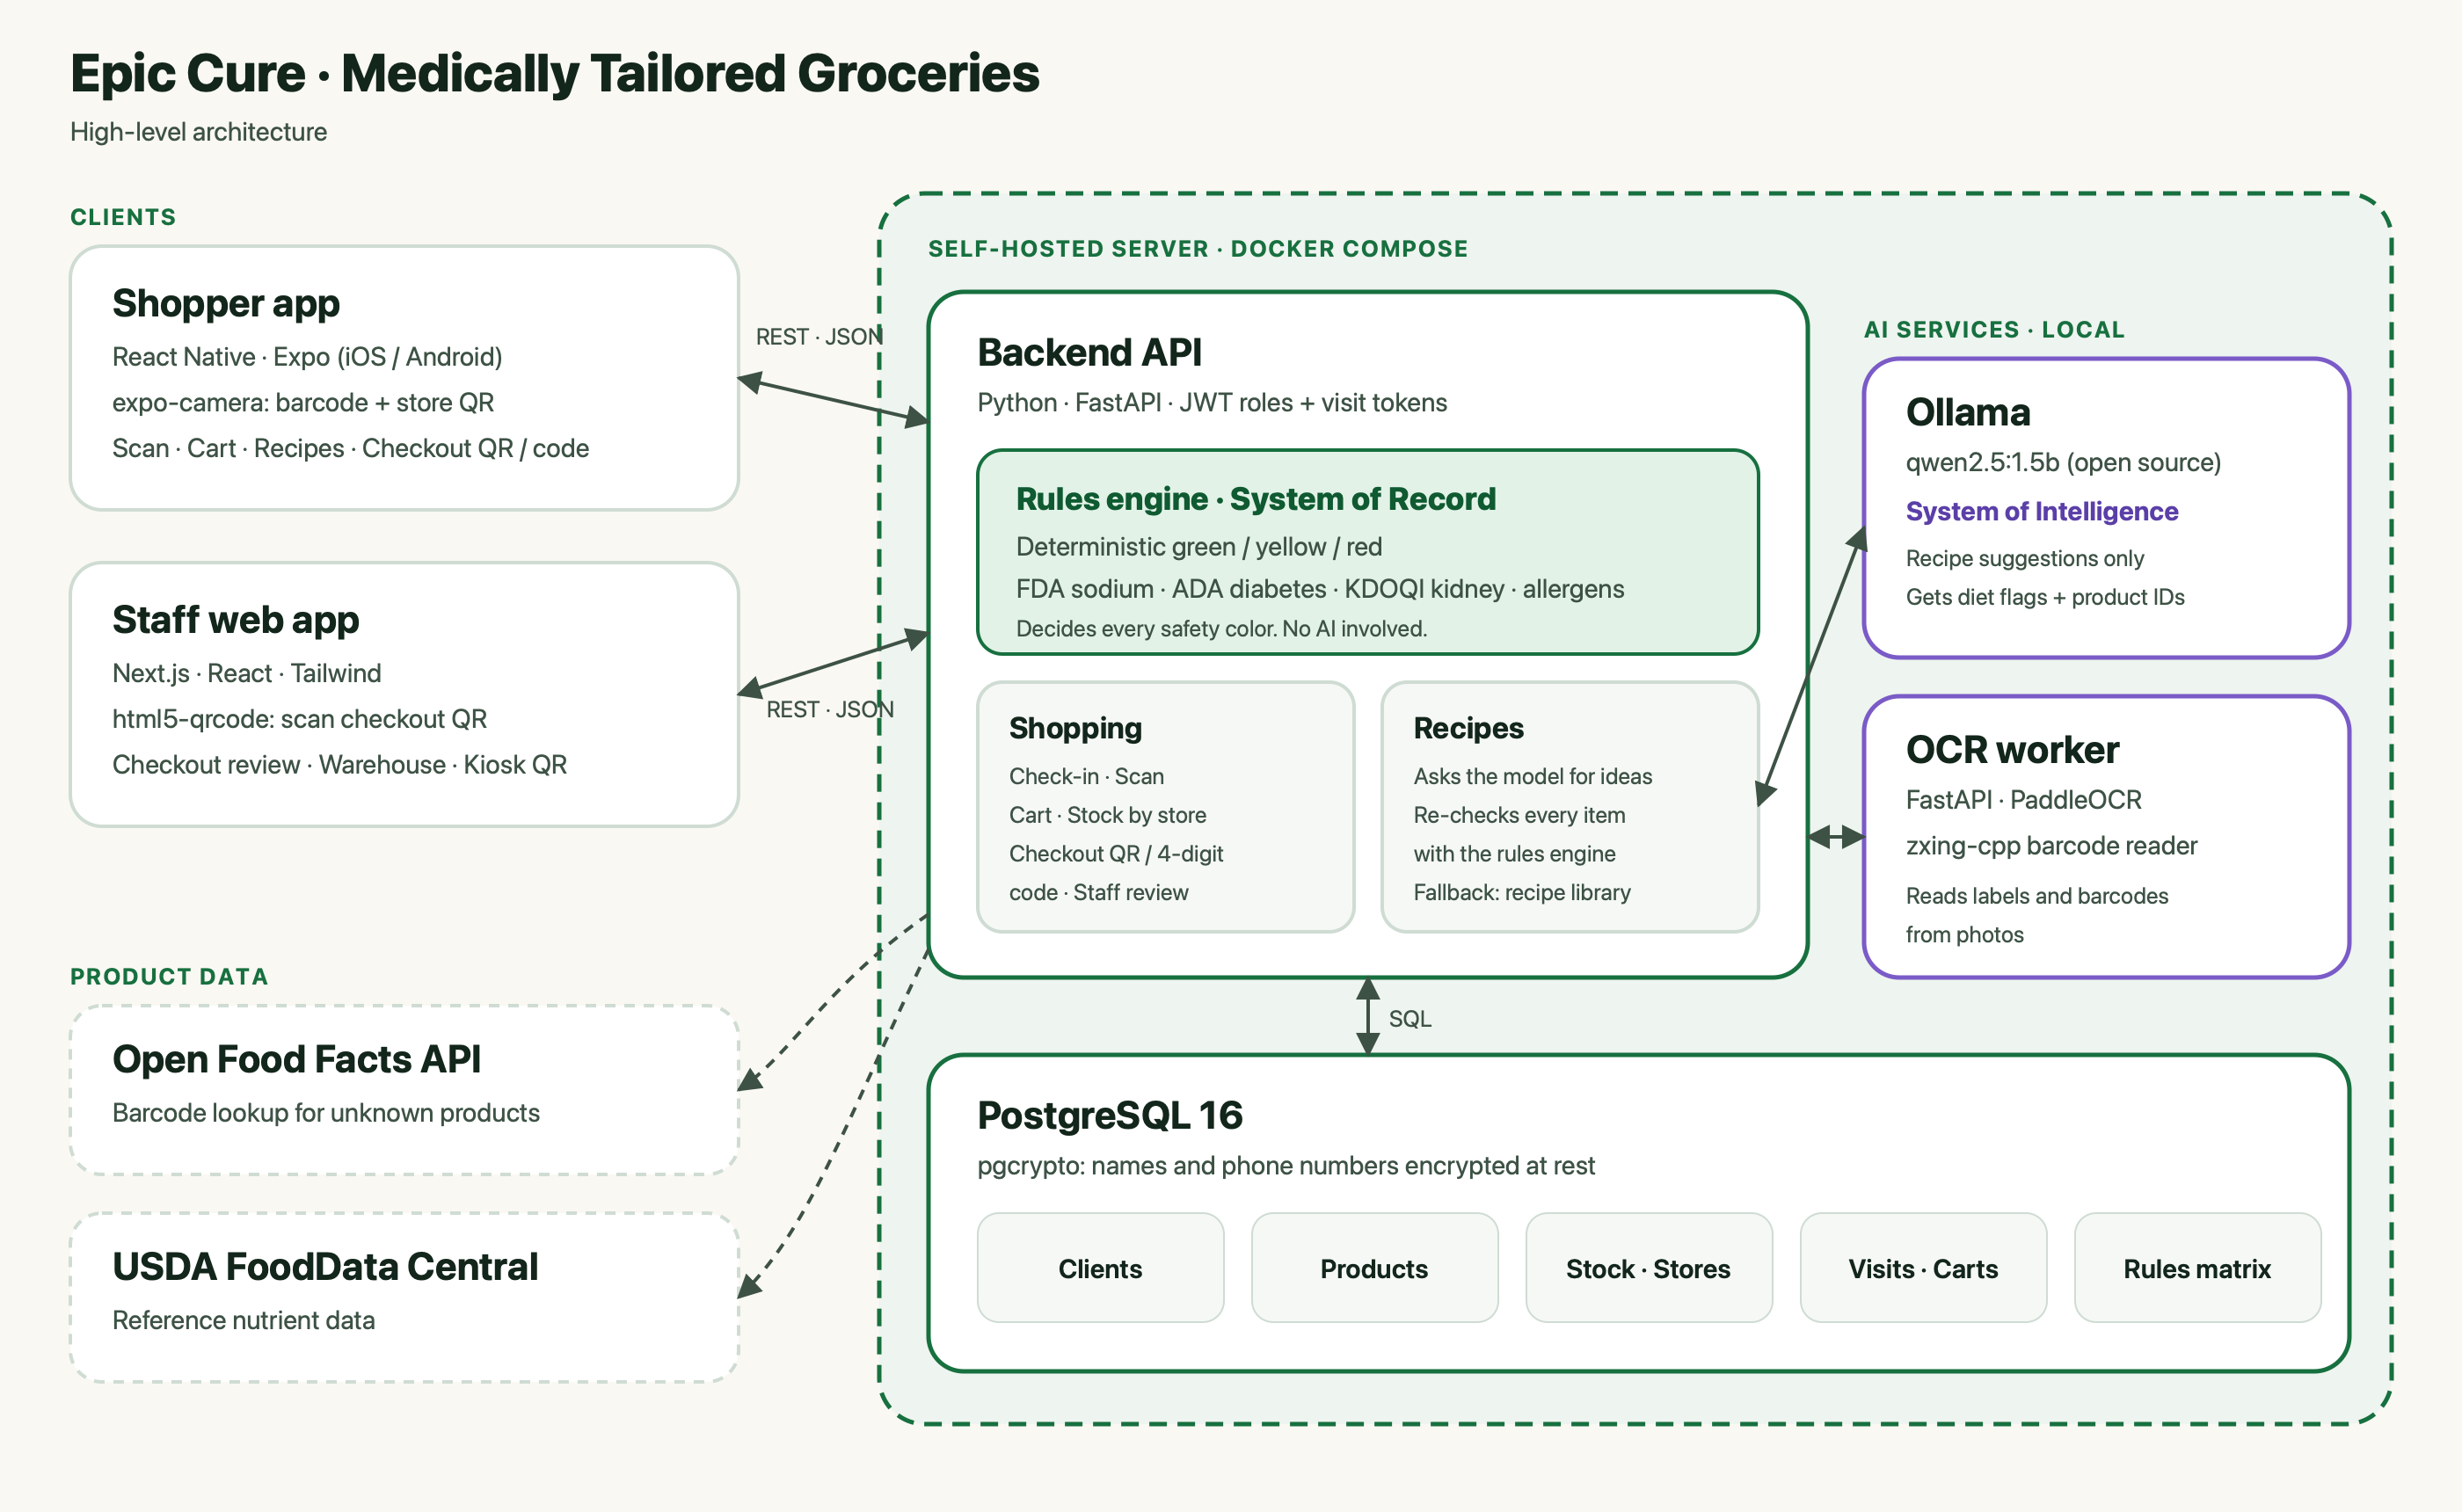 Epic Cure · Medically Tailored Groceries
High-level architecture
CLIENTS
Shopper app
React Native · Expo (iOS / Android)
expo-camera: barcode + store QR
Scan · Cart · Recipes · Checkout QR / code
REST · JSON
Staff web app
Next.js · React · Tailwind
html5-qrcode: scan checkout QR
Checkout review · Warehouse · Kiosk QR
REST · JSON
PRODUCT DATA
Open Food Facts API
Barcode lookup for unknown products
USDA FoodData Central
Reference nutrient data
SELF-HOSTED SERVER · DOCKER COMPOSE
Backend API
Python · FastAPI · JWT roles + visit tokens
Rules engine · System of Record
Deterministic green / yellow / red
FDA sodium · ADA diabetes · KDOQI kidney · allergens
Decides every safety color. No AI involved.
Shopping
Check-in · Scan
Cart · Stock by store
Checkout QR / 4-digit
code · Staff review
Recipes
Asks the model for ideas
Re-checks every item
with the rules engine
Fallback: recipe library
AI SERVICES · LOCAL
Ollama
qwen2.5:1.5b (open source)
System of Intelligence
Recipe suggestions only
Gets diet flags + product IDs
OCR worker
FastAPI · PaddleOCR
zxing-cpp barcode reader
Reads labels and barcodes
from photos
SQL
PostgreSQL 16
pgcrypto: names and phone numbers encrypted at rest
Clients
Products
Stock · Stores
Visits · Carts
Rules matrix